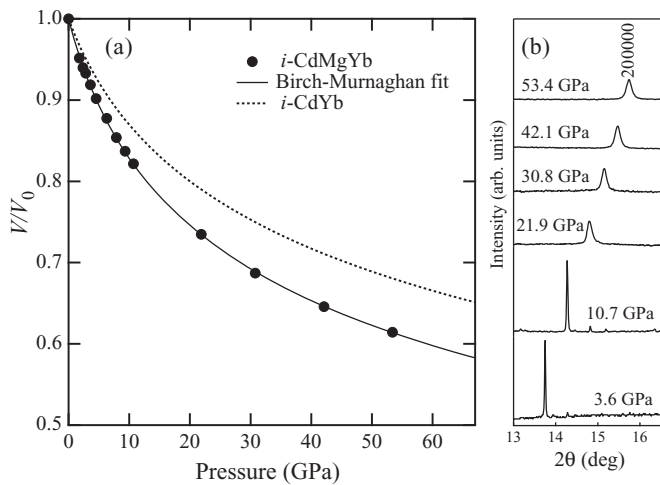 (a)
i-CdMgYb
Birch-Murnaghan fit
i-CdYb
1.0
0.9
0.8
0.7
0.6
0.5
V/V0
0 10 20 30 40 50 60
Pressure (GPa)
(b)
200000
53.4 GPa
42.1 GPa
30.8 GPa
21.9 GPa
10.7 GPa
3.6 GPa
Intensity (arb. units)
13 14 15 16
2θ (deg)